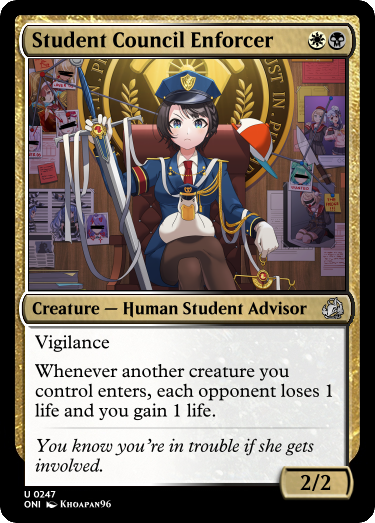 Student Council Enforcer
WANTED
Creature — Human Student Advisor
Vigilance
Whenever another creature you
control enters, each opponent loses 1
life and you gain 1 life.
You know you're in trouble if she gets
involved.
2/2
U 0247
ONI Khoapan96